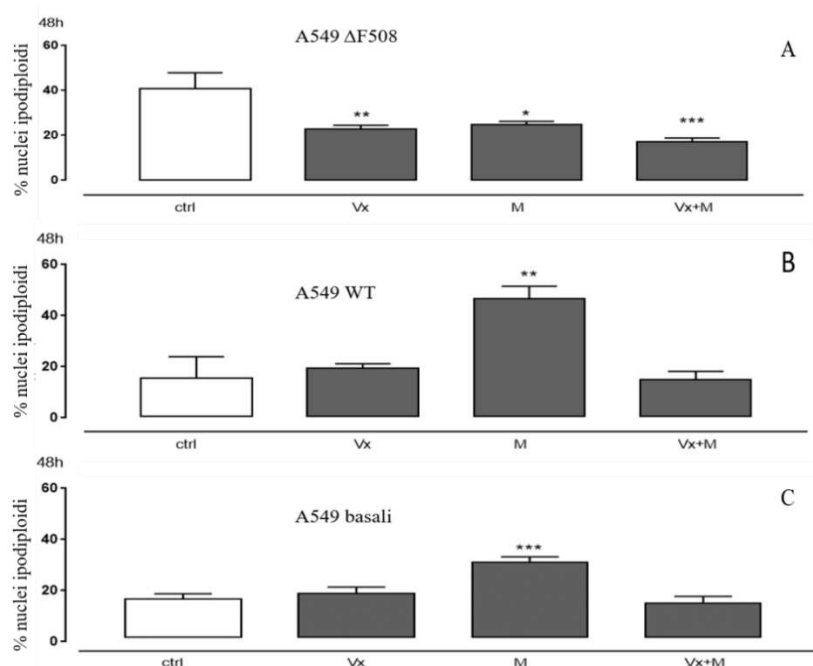 48h
A549 ΔF508
A
60
40
20
0
% nuclei ipodiploidi
**
*
***
ctrl
Vx
M
Vx+M
48h
A549 WT
B
60
40
20
0
% nuclei ipodiploidi
**
ctrl
Vx
M
Vx+M
48h
A549 basali
C
60
40
20
0
% nuclei ipodiploidi
***
ctrl
Vx
M
Vx+M